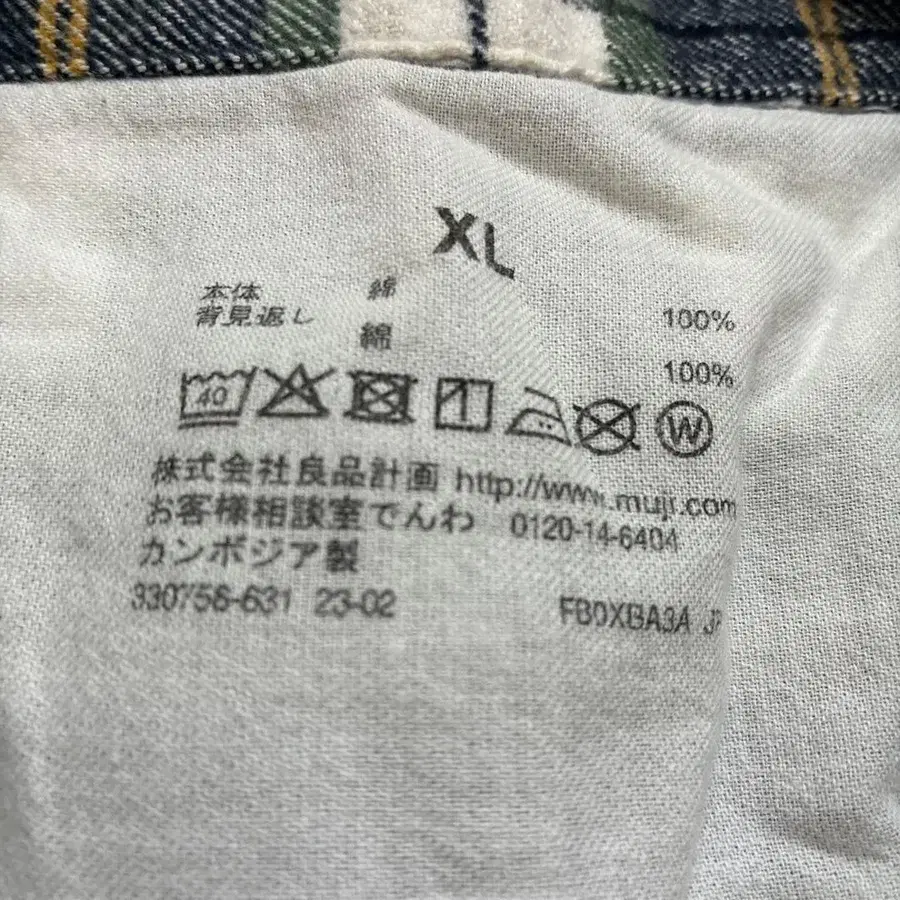 XL
本体 綿 100%
背見返し 綿 100%
40 W
株式会社良品計画 http://www.muji.com
お客様相談室でんわ 0120-14-6404
カンボジア製
330756-631 23-02 FB0XBA3A JP